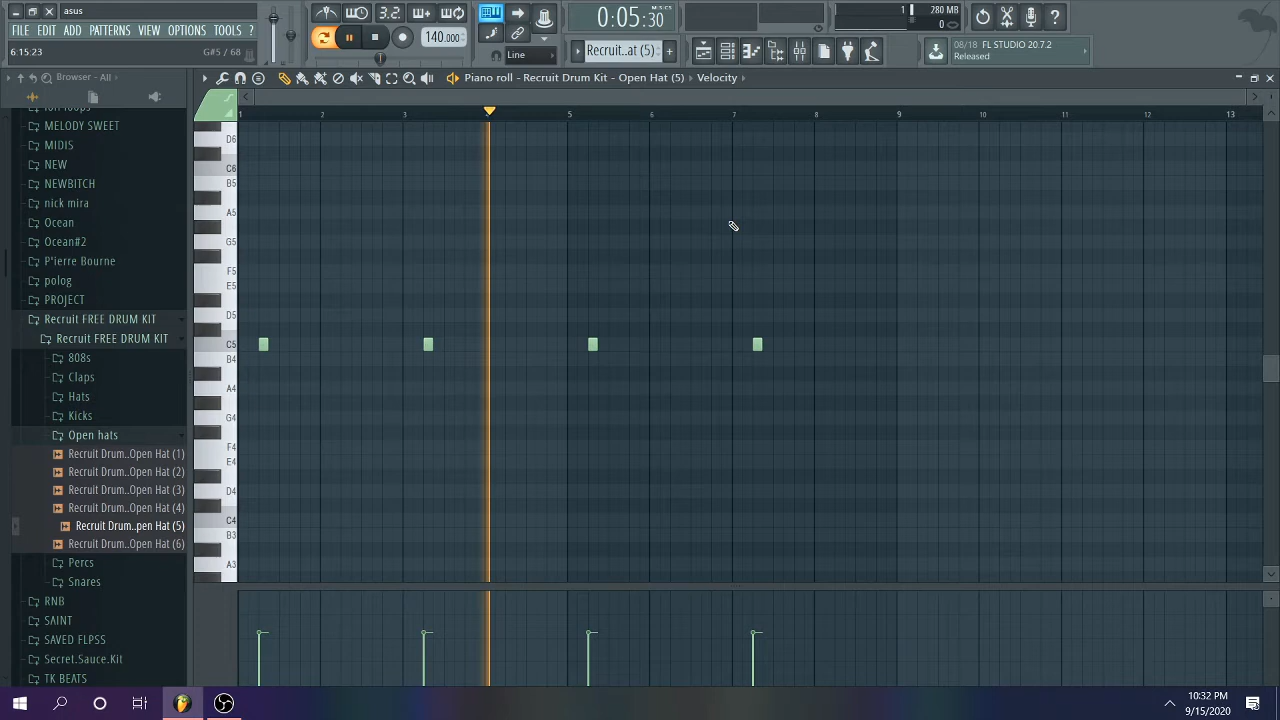 asus
FILE EDIT ADD PATTERNS VIEW OPTIONS TOOLS ?
6:15:23 G#5 / 68
3.2
140.000
0:05:30
M:S:CS
Line
Recruit..at (5)
1 280 MB
0
08/18 FL STUDIO 20.7.2
Released
Browser - All
Piano roll - Recruit Drum Kit - Open Hat (5) Velocity
MELODY SWEET
MIDIS
NEW
NEWBITCH
nick mira
Ocean
Ocean#2
P'ierre Bourne
polog
PROJECT
Recruit FREE DRUM KIT
Recruit FREE DRUM KIT
808s
Claps
Hats
Kicks
Open hats
Recruit Drum..Open Hat (1)
Recruit Drum..Open Hat (2)
Recruit Drum..Open Hat (3)
Recruit Drum..Open Hat (4)
Recruit Drum..pen Hat (5)
Recruit Drum..Open Hat (6)
Percs
Snares
RNB
SAINT
SAVED FLPSS
Secret.Sauce.Kit
TK BEATS
1 2 3 5 6 7 8 9 10 11 12 13
D6
C6
B5
A5
G5
F5
E5
D5
C5
B4
A4
G4
F4
E4
D4
C4
B3
A3
10:32 PM
9/15/2020